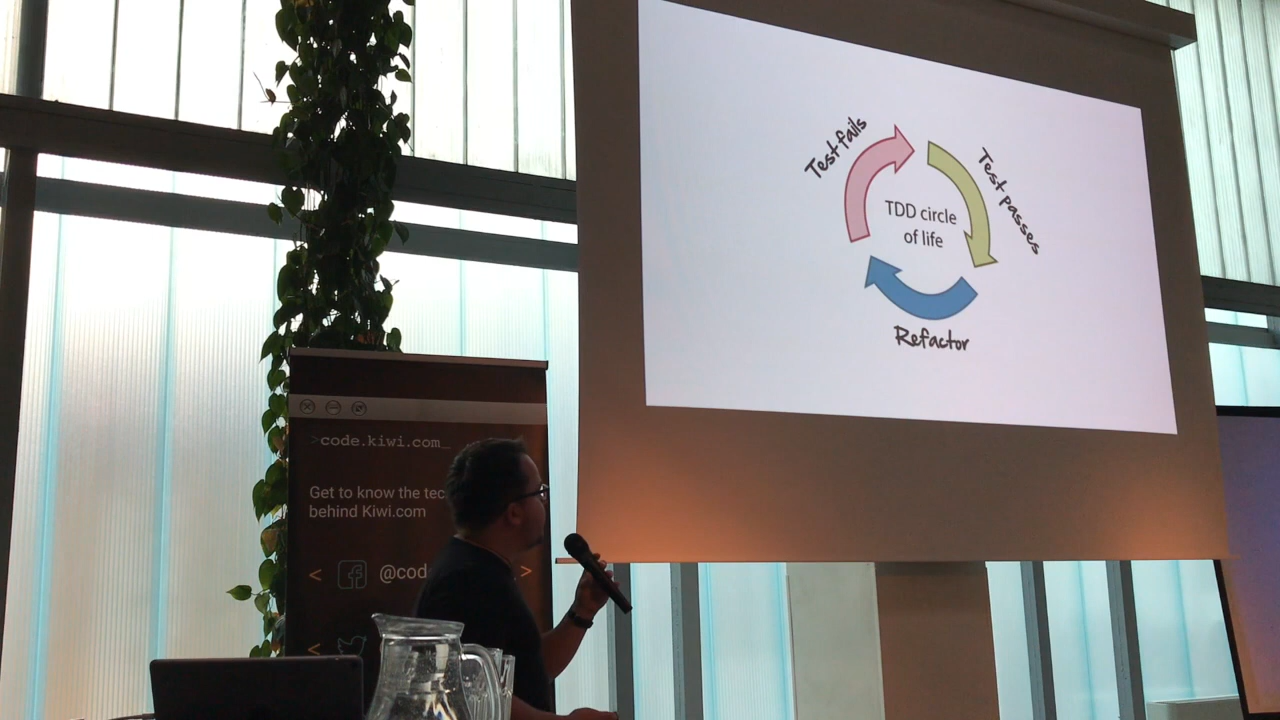 Test fails
Test passes
TDD circle
of life
Refactor
>code.kiwi.com_
Get to know the tec
behind Kiwi.com
< @cod >
<